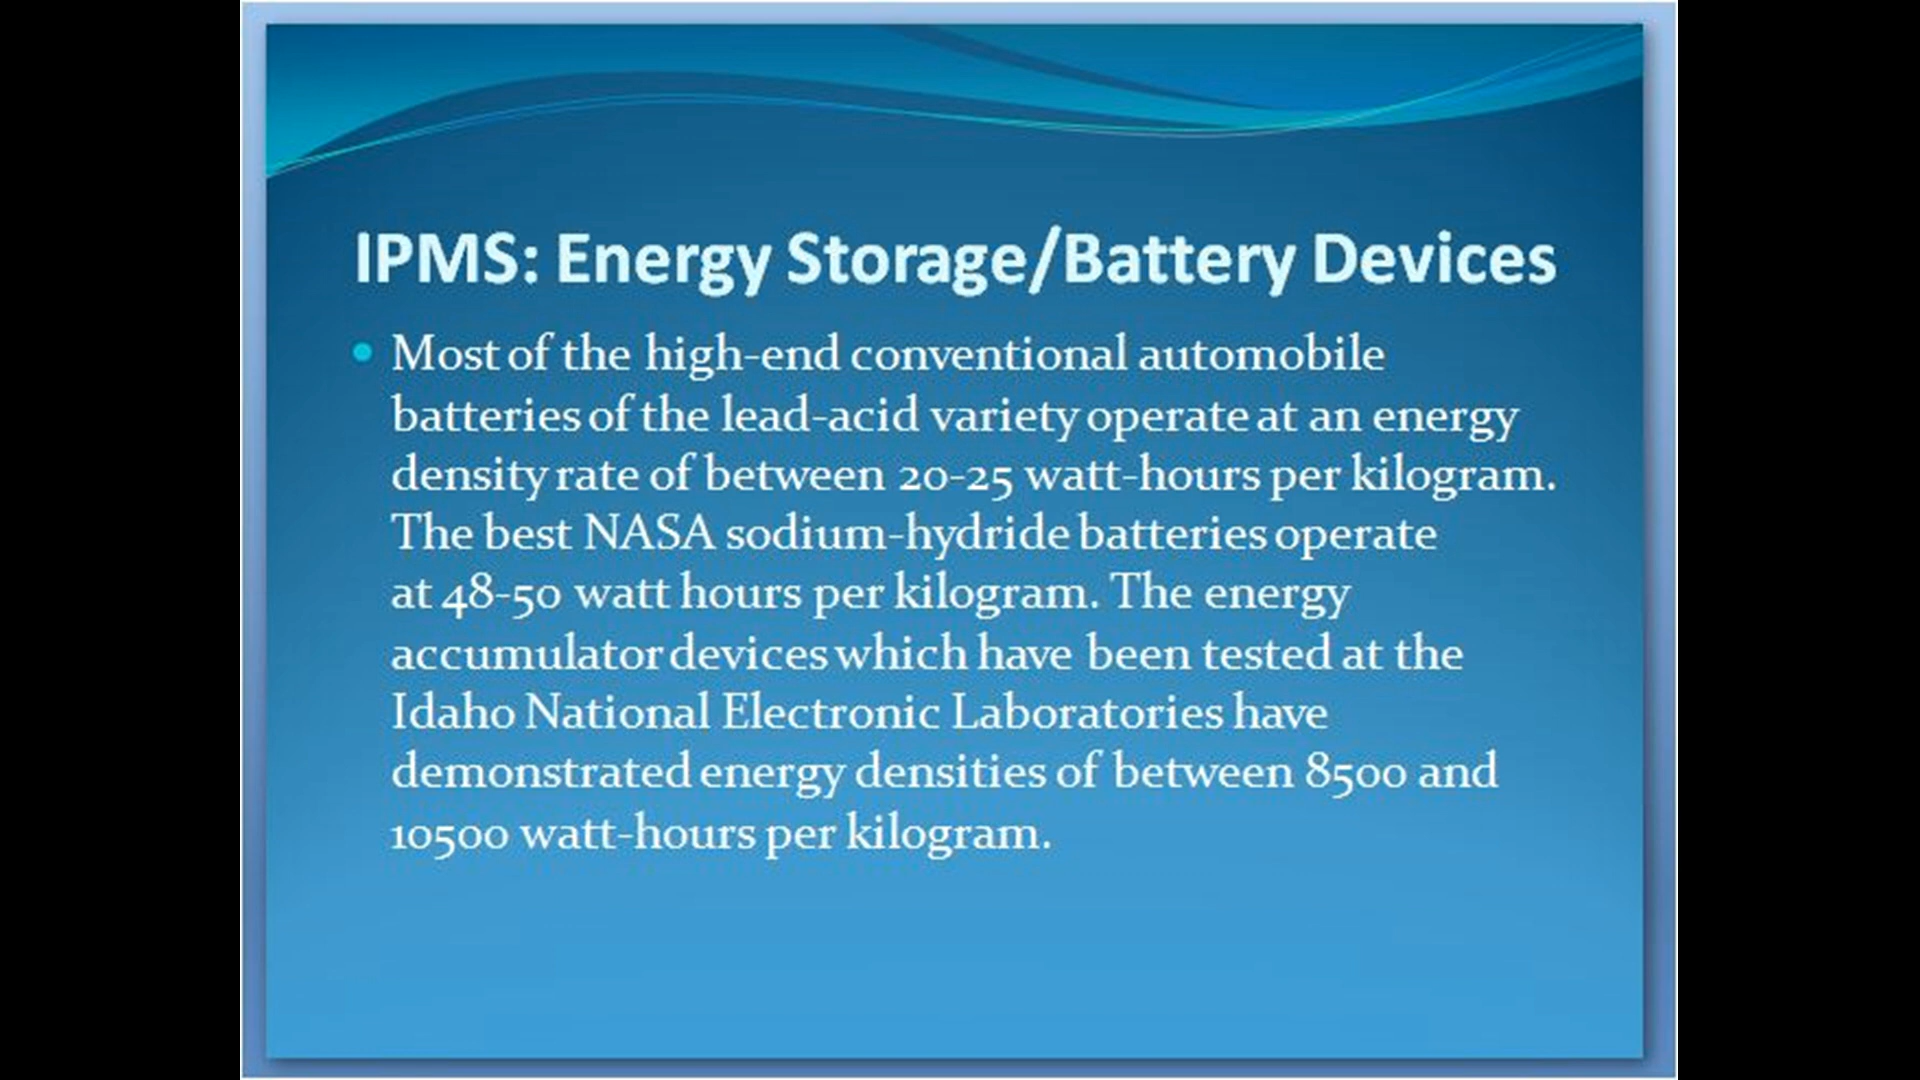 IPMS: Energy Storage/Battery Devices
• Most of the high-end conventional automobile
batteries of the lead-acid variety operate at an energy
density rate of between 20-25 watt-hours per kilogram.
The best NASA sodium-hydride batteries operate
at 48-50 watt hours per kilogram. The energy
accumulator devices which have been tested at the
Idaho National Electronic Laboratories have
demonstrated energy densities of between 8500 and
10500 watt-hours per kilogram.